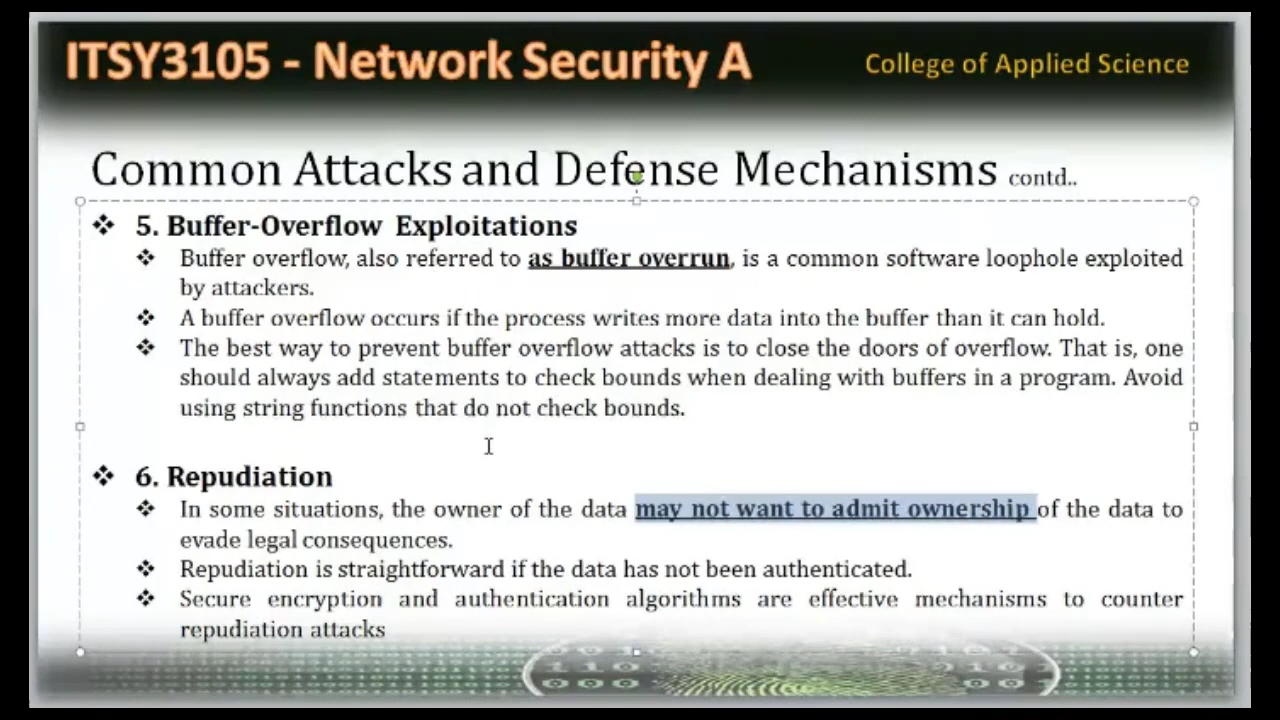 ITSY3105 - Network Security A
College of Applied Science
Common Attacks and Defense Mechanisms contd..
❖ 5. Buffer-Overflow Exploitations
❖ Buffer overflow, also referred to as buffer overrun, is a common software loophole exploited
by attackers.
❖ A buffer overflow occurs if the process writes more data into the buffer than it can hold.
❖ The best way to prevent buffer overflow attacks is to close the doors of overflow. That is, one
should always add statements to check bounds when dealing with buffers in a program. Avoid
using string functions that do not check bounds.
❖ 6. Repudiation
❖ In some situations, the owner of the data may not want to admit ownership of the data to
evade legal consequences.
❖ Repudiation is straightforward if the data has not been authenticated.
❖ Secure encryption and authentication algorithms are effective mechanisms to counter
repudiation attacks